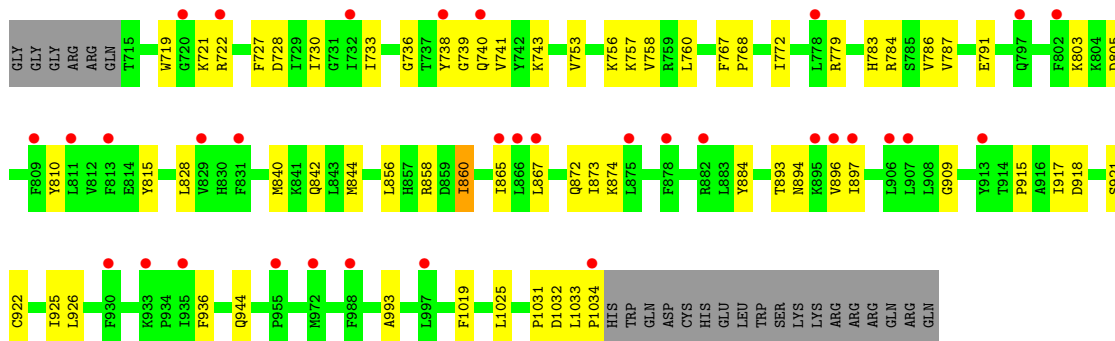 GLY GLY GLY ARG ARG GLN T715 W719 G720 K721 R722 F727 D728 I729 I730 G731 I732 I733 G736 T737 Y738 G739 Q740 V741 Y742 K743 V753 K756 K757 V758 R759 L760 F767 P768 I772 L778 R779 H783 R784 S785 V786 V787 E791 Q797 F802 K803 K804 D805
F809 Y810 L811 V812 F813 E814 Y815 L828 V829 H830 F831 M840 K841 Q842 L843 M844 L856 H857 R858 D859 I860 I865 L866 L867 Q872 I873 K874 L875 F878 R882 L883 Y884 T893 N894 K895 V896 I897 L906 L907 L908 G909 Y913 T914 P915 A916 I917 D918 S921
C922 I925 L926 F930 K933 P934 I935 F936 Q944 P955 M972 F988 A993 L997 F1019 L1025 P1031 D1032 L1033 P1034 HIS TRP GLN ASP CYS HIS GLU LEU TRP SER LYS LYS ARG ARG ARG GLN ARG GLN